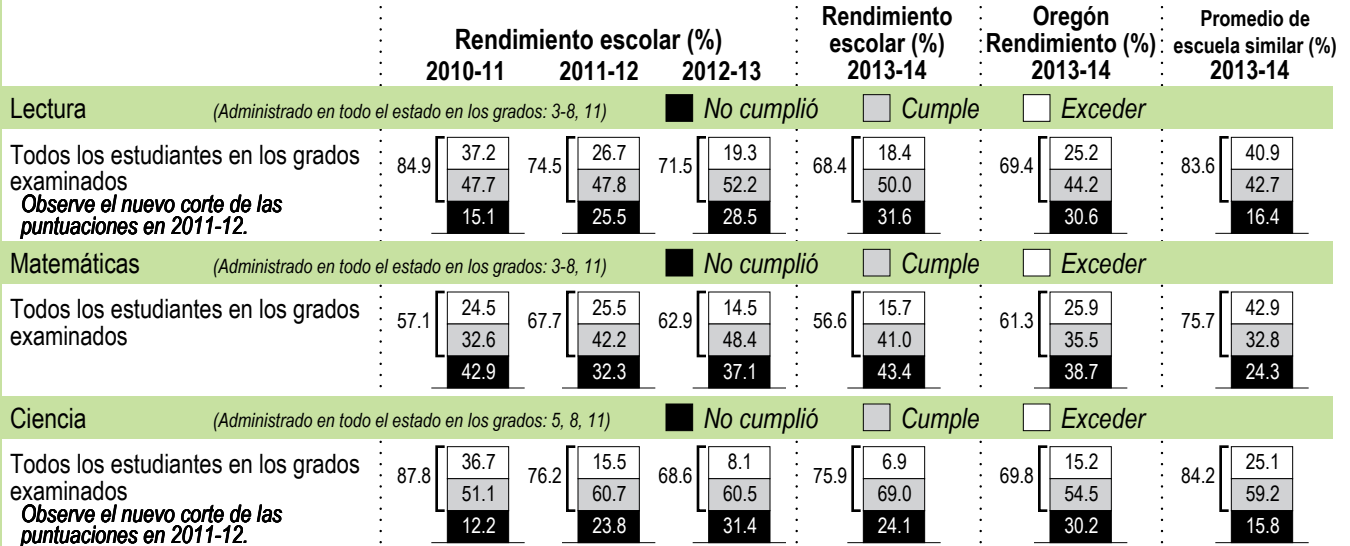 Rendimiento escolar (%)
2010-11 2011-12 2012-13
Rendimiento
escolar (%)
2013-14
Oregón
Rendimiento (%)
2013-14
Promedio de
escuela similar (%)
2013-14
Lectura (Administrado en todo el estado en los grados: 3-8, 11) No cumplió Cumple Exceder
Todos los estudiantes en los grados
examinados
Observe el nuevo corte de las
puntuaciones en 2011-12.
84.9 37.2 47.7 15.1
74.5 26.7 47.8 25.5
71.5 19.3 52.2 28.5
68.4 18.4 50.0 31.6
69.4 25.2 44.2 30.6
83.6 40.9 42.7 16.4
Matemáticas (Administrado en todo el estado en los grados: 3-8, 11) No cumplió Cumple Exceder
Todos los estudiantes en los grados
examinados
57.1 24.5 32.6 42.9
67.7 25.5 42.2 32.3
62.9 14.5 48.4 37.1
56.6 15.7 41.0 43.4
61.3 25.9 35.5 38.7
75.7 42.9 32.8 24.3
Ciencia (Administrado en todo el estado en los grados: 5, 8, 11) No cumplió Cumple Exceder
Todos los estudiantes en los grados
examinados
Observe el nuevo corte de las
puntuaciones en 2011-12.
87.8 36.7 51.1 12.2
76.2 15.5 60.7 23.8
68.6 8.1 60.5 31.4
75.9 6.9 69.0 24.1
69.8 15.2 54.5 30.2
84.2 25.1 59.2 15.8